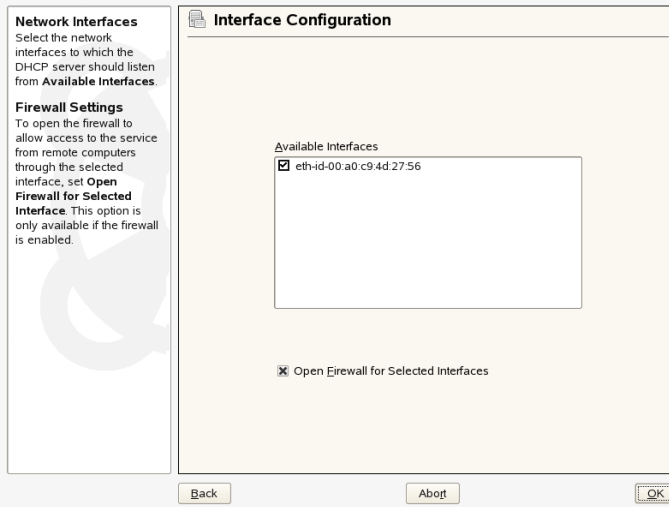 Network Interfaces
Select the network
interfaces to which the
DHCP server should listen
from Available Interfaces.
Firewall Settings
To open the firewall to
allow access to the service
from remote computers
through the selected
interface, set Open
Firewall for Selected
Interface. This option is
only available if the firewall
is enabled.
Interface Configuration
Available Interfaces
eth-id-00:a0:c9:4d:27:56
Open Firewall for Selected Interfaces
Back
Abort
OK